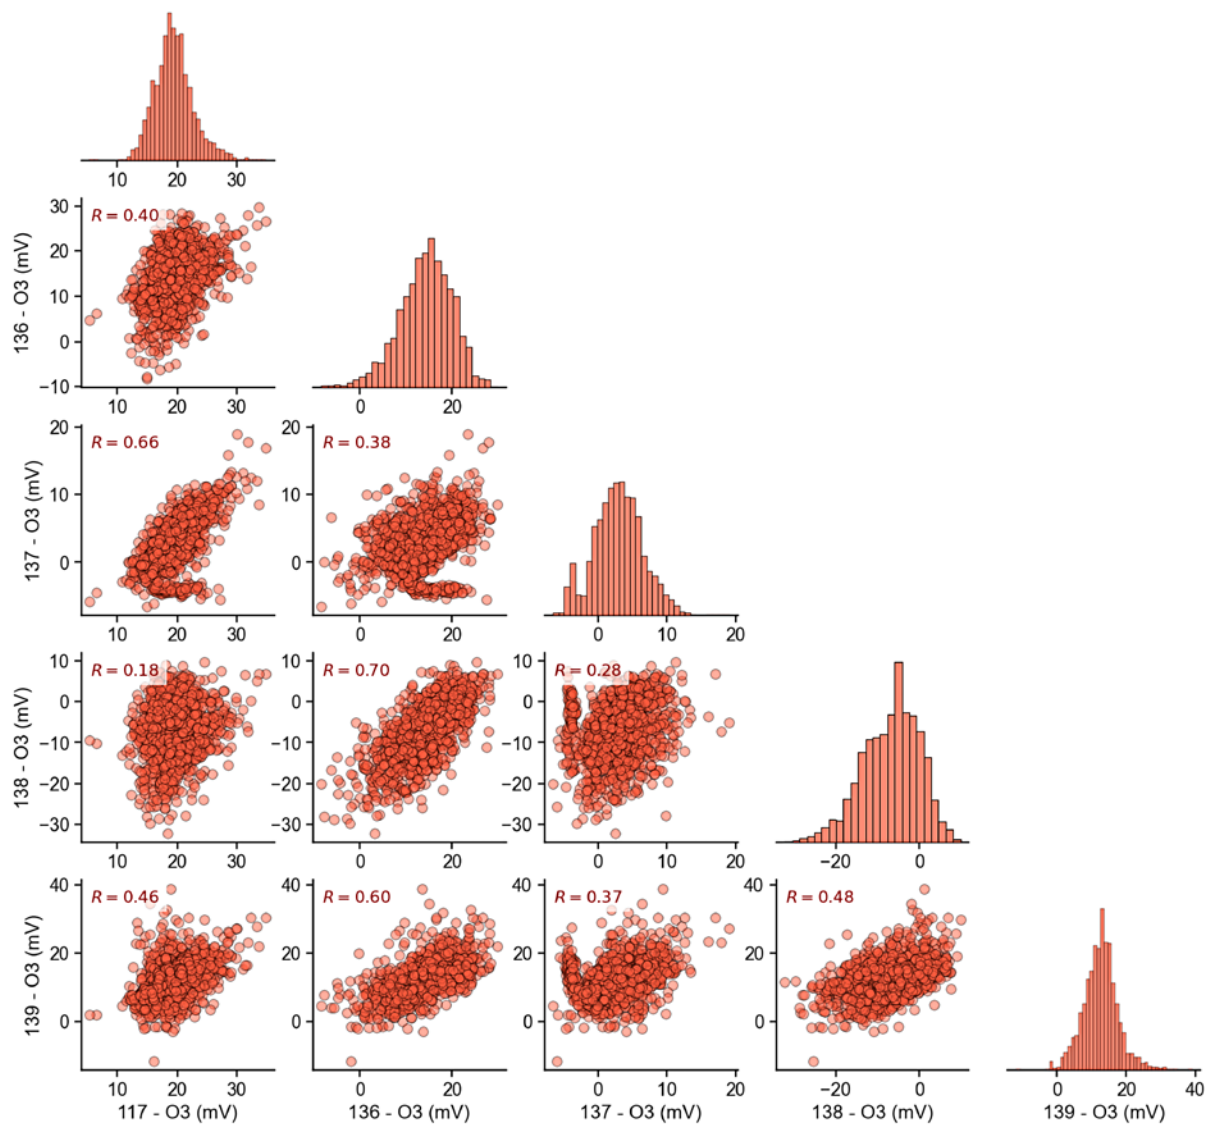 10 20 30
30
20
10
0
−10
R = 0.40
136 - O3 (mV)
10 20 30
0 20
20
10
0
R = 0.66
R = 0.38
137 - O3 (mV)
10 20 30
0 20
0 20
10
0
−10
−20
−30
R = 0.18
R = 0.70
R = 0.28
138 - O3 (mV)
10 20 30
0 20
0 20
−20 0
40
20
0
R = 0.46
R = 0.60
R = 0.37
R = 0.48
139 - O3 (mV)
20
10
0
10
0
−10
−20
−30
10
0
−10
−20
−30
40
20
0
40
20
0
40
20
0
10 20 30
0 20
0 20
−20 0
0 20 40
117 - O3 (mV)
136 - O3 (mV)
137 - O3 (mV)
138 - O3 (mV)
139 - O3 (mV)